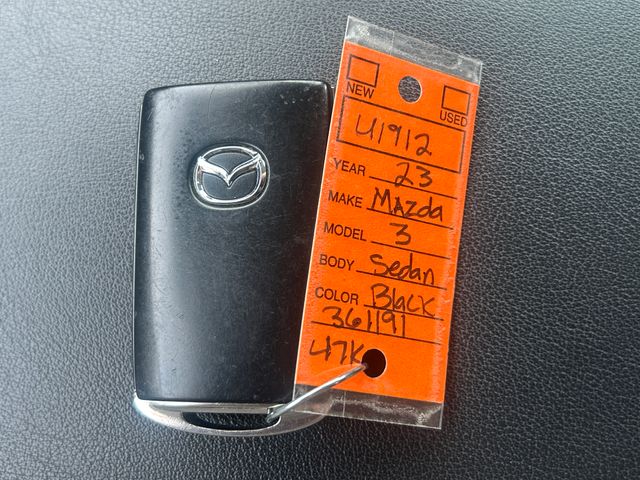 NEW USED
U1912
YEAR 23
MAKE Mazda
MODEL 3
BODY Sedan
COLOR Black
361191
47K